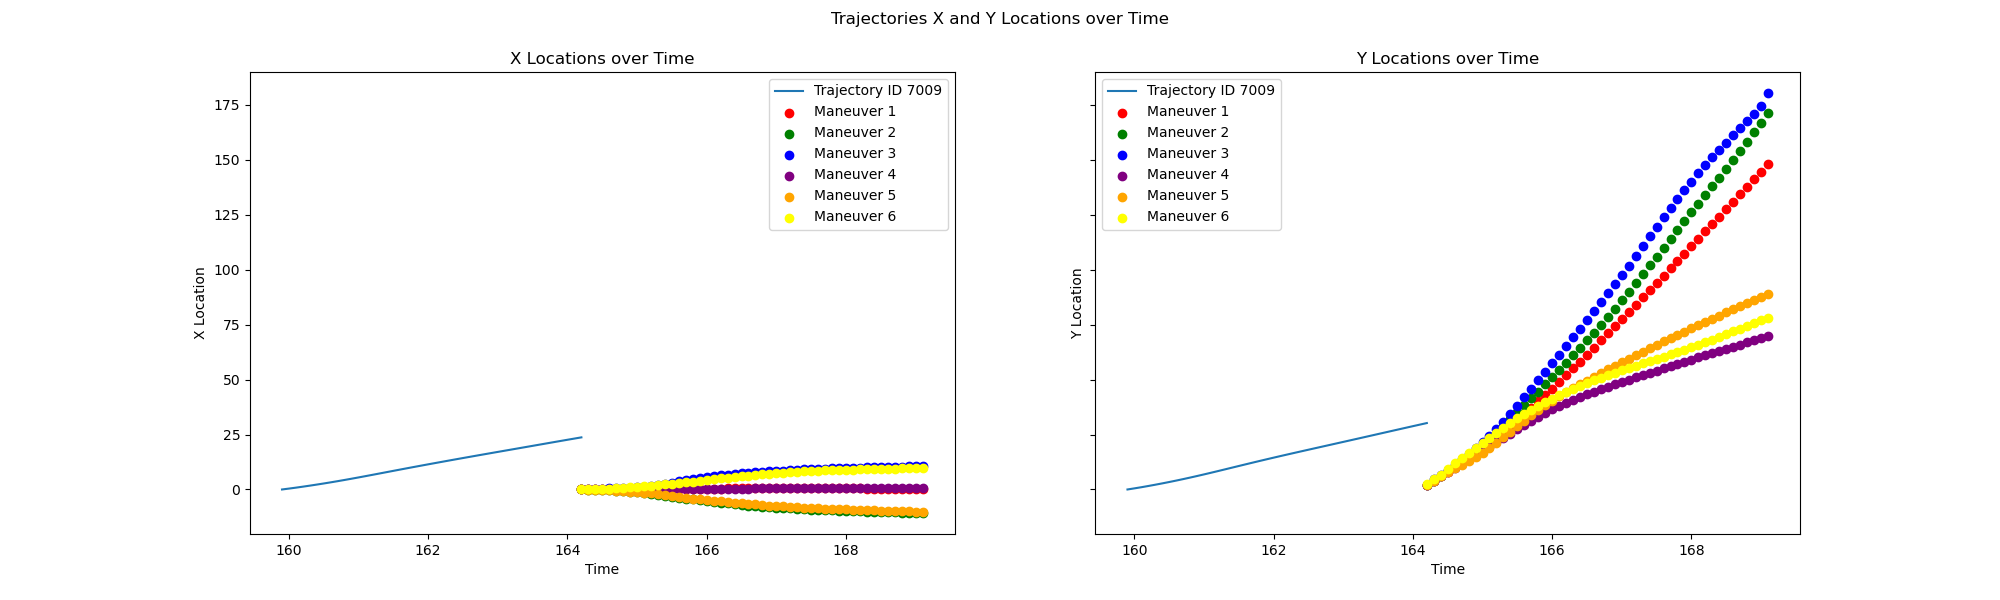 Trajectories X and Y Locations over Time
X Locations over Time
X Location
175
150
125
100
75
50
25
0
160 162 164 166 168
Time
Trajectory ID 7009
Maneuver 1
Maneuver 2
Maneuver 3
Maneuver 4
Maneuver 5
Maneuver 6
Y Locations over Time
Y Location
160 162 164 166 168
Time
Trajectory ID 7009
Maneuver 1
Maneuver 2
Maneuver 3
Maneuver 4
Maneuver 5
Maneuver 6